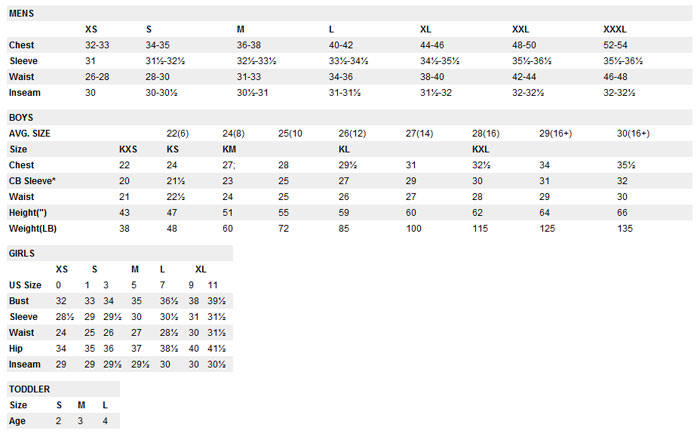 MENS
XS S M L XL XXL XXXL
Chest 32-33 34-35 36-38 40-42 44-46 48-50 52-54
Sleeve 31 31½-32½ 32½-33½ 33½-34½ 34½-35½ 35½-36½ 35½-36½
Waist 26-28 28-30 31-33 34-36 38-40 42-44 46-48
Inseam 30 30-30½ 30½-31 31-31½ 31½-32 32-32½ 32-32½
BOYS
AVG. SIZE 22(6) 24(8) 25(10 26(12) 27(14) 28(16) 29(16+) 30(16+)
Size KXS KS KM KL KXL
Chest 22 24 27; 28 29½ 31 32½ 34 35½
CB Sleeve* 20 21½ 23 25 27 29 30 31 32
Waist 21 22½ 24 25 26 27 28 29 30
Height(") 43 47 51 55 59 60 62 64 66
Weight(LB) 38 48 60 72 85 100 115 125 135
GIRLS
XS S M L XL
US Size 0 1 3 5 7 9 11
Bust 32 33 34 35 36½ 38 39½
Sleeve 28½ 29 29½ 30 30½ 31 31½
Waist 24 25 26 27 28½ 30 31½
Hip 34 35 36 37 38½ 40 41½
Inseam 29 29 29½ 29½ 30 30 30½
TODDLER
Size S M L
Age 2 3 4